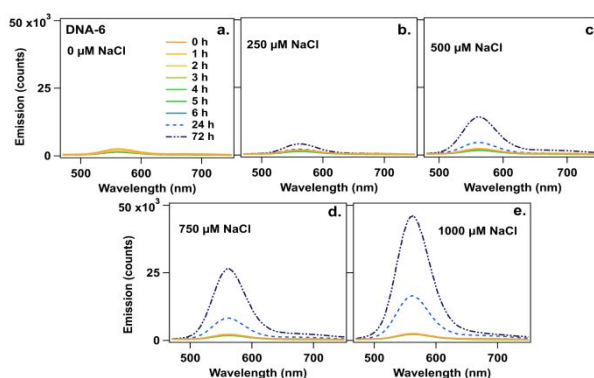 DNA-6
a.
0 µM NaCl
0 h
1 h
2 h
3 h
4 h
5 h
6 h
24 h
72 h
50 x10³
25
0
Emission (counts)
500 600 700
Wavelength (nm)
b.
250 µM NaCl
500 600 700
Wavelength (nm)
c.
500 µM NaCl
500 600 700
Wavelength (nm)
d.
750 µM NaCl
50 x10³
25
0
Emission (counts)
500 600 700
Wavelength (nm)
e.
1000 µM NaCl
500 600 700
Wavelength (nm)